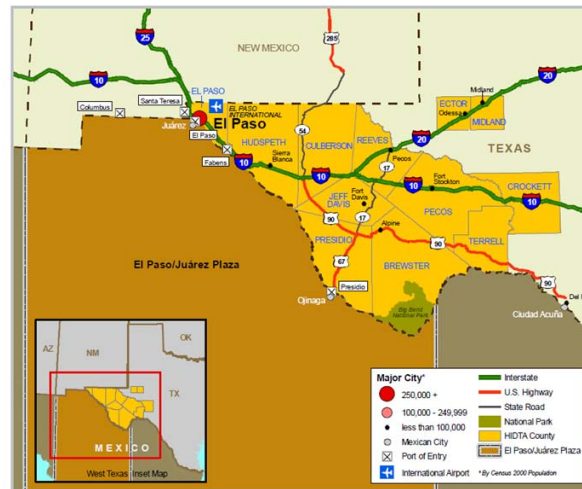 25
285
NEW MEXICO
20
10
10
EL PASO
Midland
ECTOR
Odessa
MIDLAND
Columbus
Santa Teresa
EL PASO
INTERNATIONAL
El Paso
Juárez
El Paso
Fabens
HUDSPETH
Sierra
Blanca
54
CULBERSON
REEVES
20
Pecos
TEXAS
17
10
10
Fort
Stockton
CROCKETT
10
JEFF
DAVIS
Fort
Davis
17
PECOS
90
Alpine
PRESIDIO
90
TERRELL
El Paso/Juárez Plaza
67
BREWSTER
Presidio
Ojinaga
Big Bend
National Park
90
Del
Ciudad Acuña
AZ
NM
OK
TX
MEXICO
West Texas Inset Map
Major City*
250,000 +
100,000 - 249,999
less than 100,000
Mexican City
Port of Entry
International Airport
Interstate
U.S. Highway
State Road
National Park
HIDTA County
El Paso/Juárez Plaza
* By Census 2000 Population